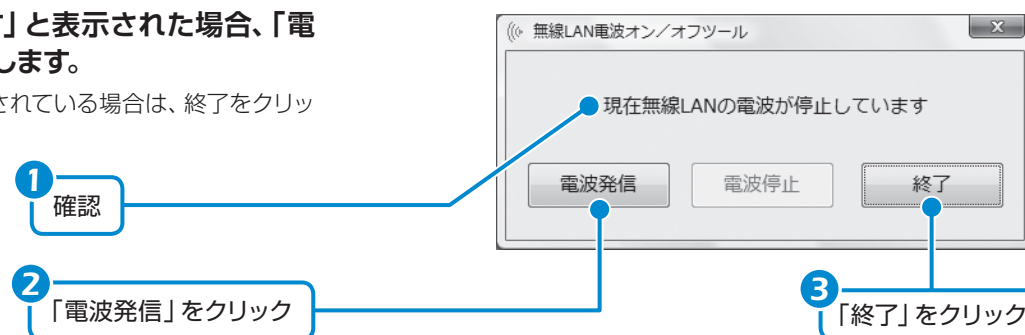 」と表示された場合、「電
します。
されている場合は、終了をクリッ
1
確認
2
「電波発信」をクリック
無線LAN電波オン／オフツール
x
現在無線LANの電波が停止しています
電波発信
電波停止
終了
3
「終了」をクリック